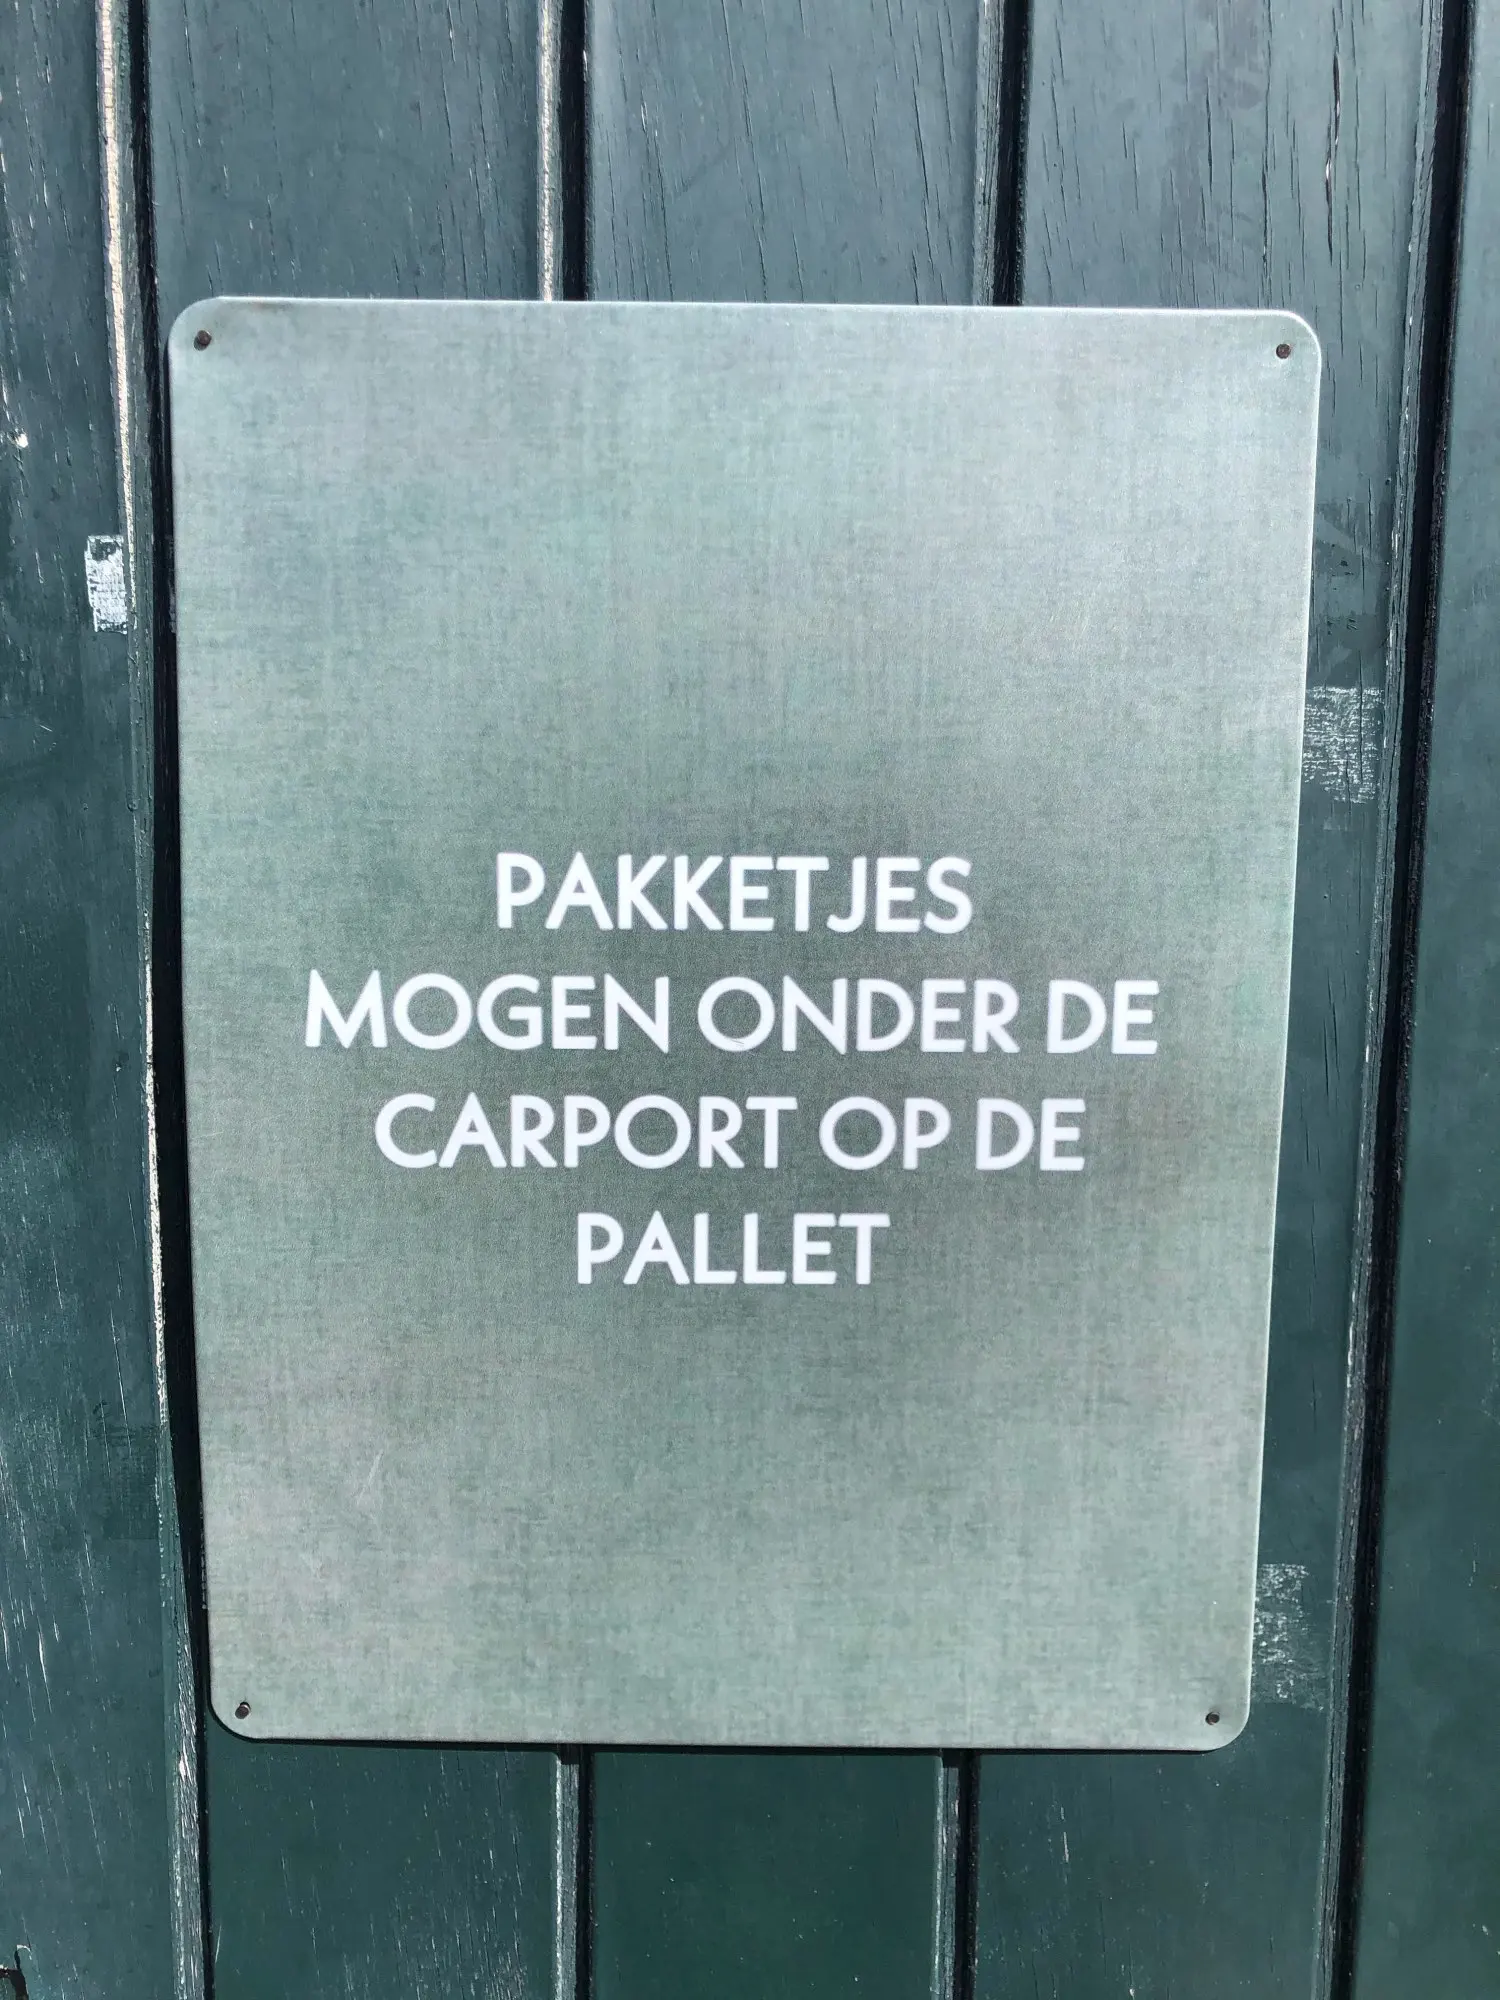 PAKKETJES
MOGEN ONDER DE
CARPORT OP DE
PALLET